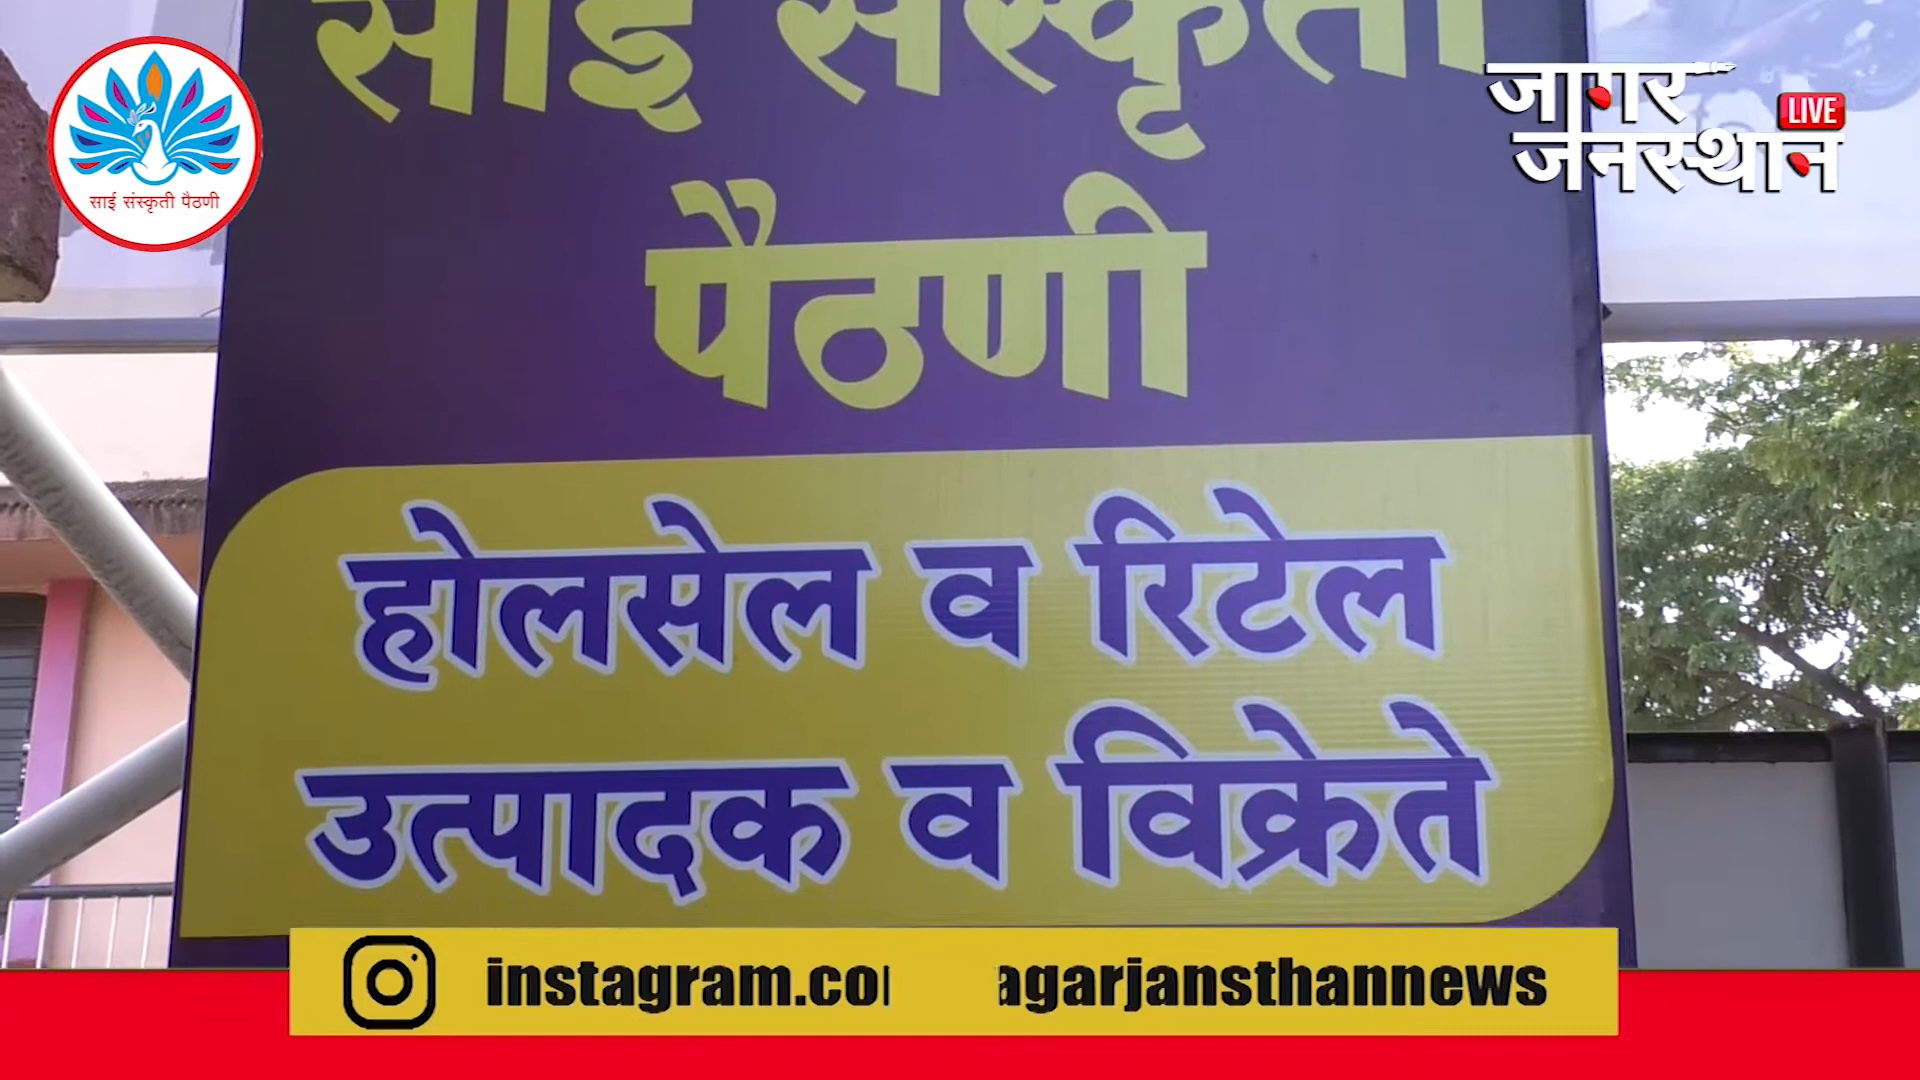 साई संस्कृती
पैठणी
होलसेल व रिटेल
उत्पादक व विक्रेते
साई संस्कृती पैठणी
जागर
जनस्थान
LIVE
instagram.co
agarjansthannews